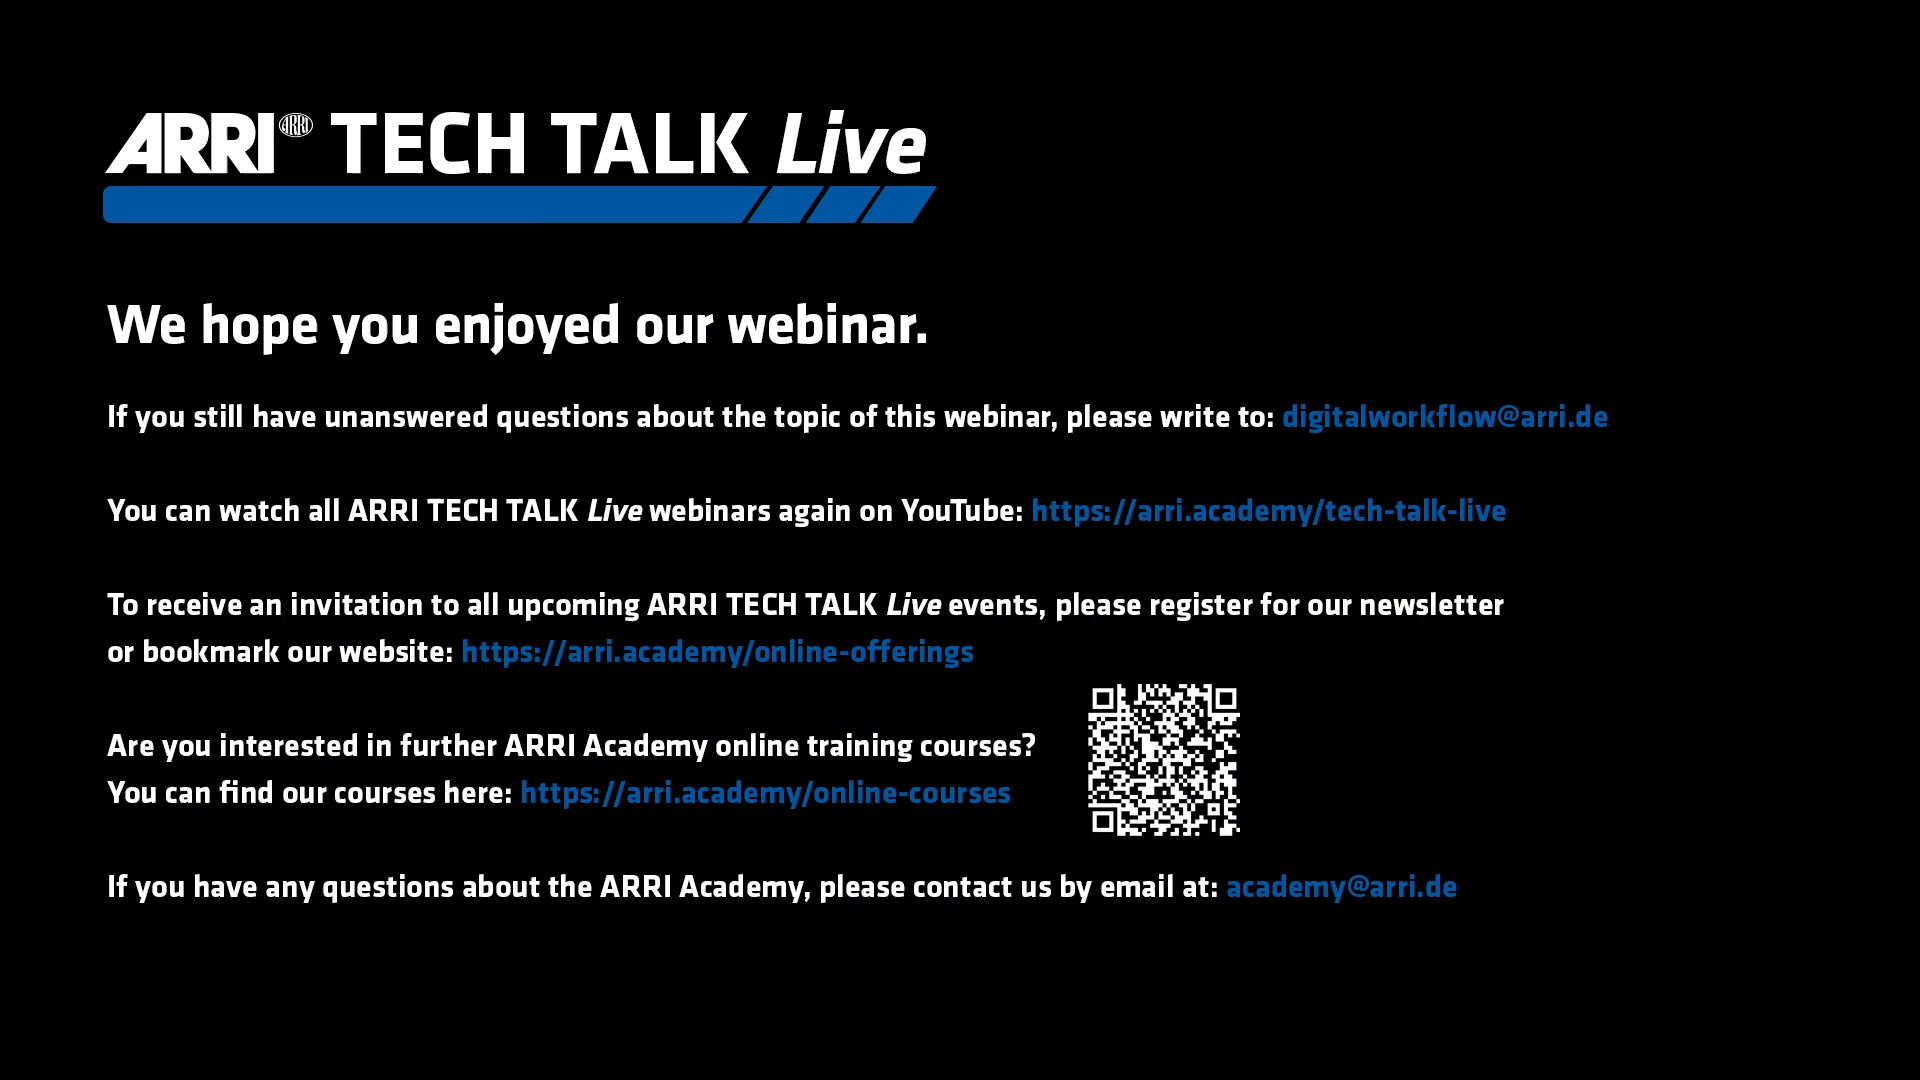 ARRI® TECH TALK Live
We hope you enjoyed our webinar.
If you still have unanswered questions about the topic of this webinar, please write to: digitalworkflow@arri.de
You can watch all ARRI TECH TALK Live webinars again on YouTube: https://arri.academy/tech-talk-live
To receive an invitation to all upcoming ARRI TECH TALK Live events, please register for our newsletter
or bookmark our website: https://arri.academy/online-offerings
Are you interested in further ARRI Academy online training courses?
You can find our courses here: https://arri.academy/online-courses
If you have any questions about the ARRI Academy, please contact us by email at: academy@arri.de